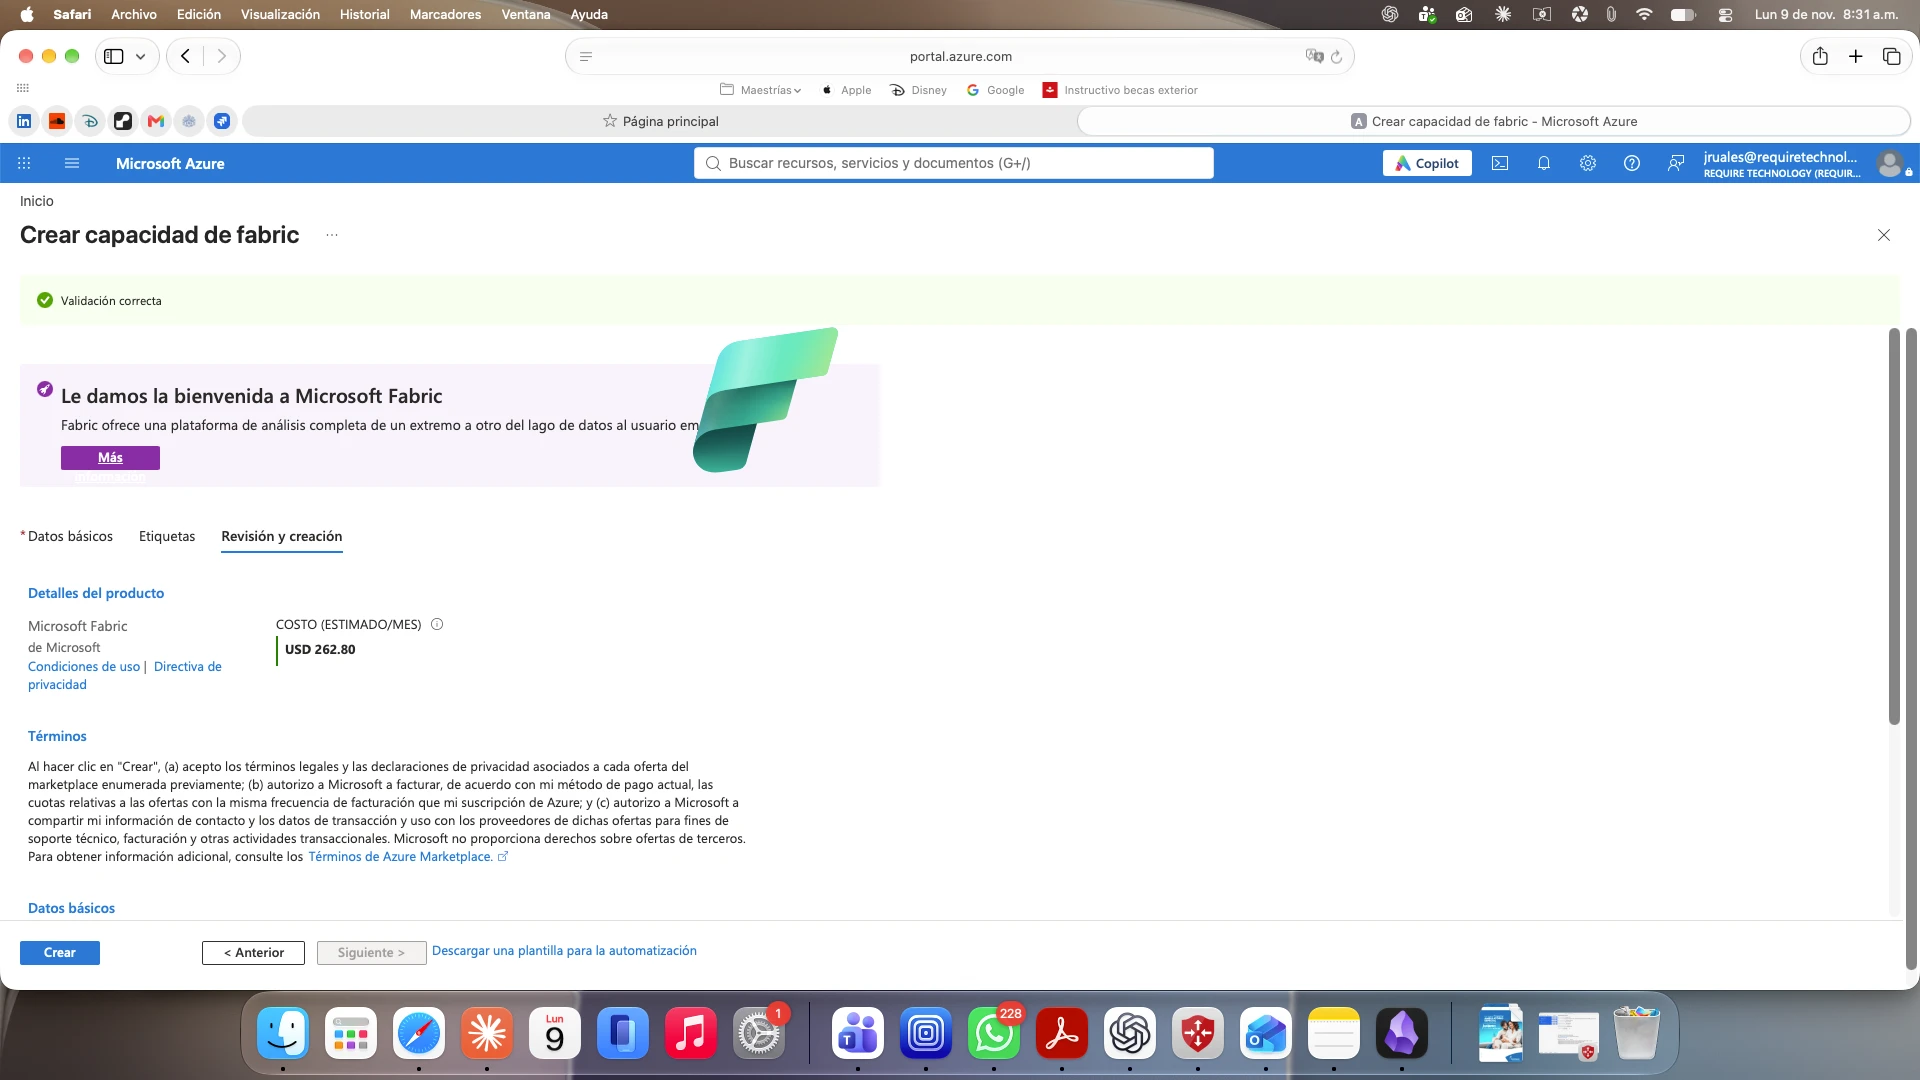 Safari Archivo Edición Visualización Historial Marcadores Ventana Ayuda
Lun 9 de nov. 8:31 a.m.
portal.azure.com
Maestrías Apple Disney Google Instructivo becas exterior
Página principal
A Crear capacidad de fabric - Microsoft Azure
Microsoft Azure
Buscar recursos, servicios y documentos (G+/)
Copilot
jruales@requiretechnol...
REQUIRE TECHNOLOGY (REQUIR...
Inicio
Crear capacidad de fabric ...
Validación correcta
Le damos la bienvenida a Microsoft Fabric
Fabric ofrece una plataforma de análisis completa de un extremo a otro del lago de datos al usuario em
Más
información
* Datos básicos Etiquetas Revisión y creación
Detalles del producto
Microsoft Fabric
de Microsoft
Condiciones de uso | Directiva de
privacidad
COSTO (ESTIMADO/MES)
USD 262.80
Términos
Al hacer clic en "Crear", (a) acepto los términos legales y las declaraciones de privacidad asociados a cada oferta del
marketplace enumerada previamente; (b) autorizo a Microsoft a facturar, de acuerdo con mi método de pago actual, las
cuotas relativas a las ofertas con la misma frecuencia de facturación que mi suscripción de Azure; y (c) autorizo a Microsoft a
compartir mi información de contacto y los datos de transacción y uso con los proveedores de dichas ofertas para fines de
soporte técnico, facturación y otras actividades transaccionales. Microsoft no proporciona derechos sobre ofertas de terceros.
Para obtener información adicional, consulte los Términos de Azure Marketplace.
Datos básicos
Crear
< Anterior
Siguiente >
Descargar una plantilla para la automatización
Lun
9
1
228